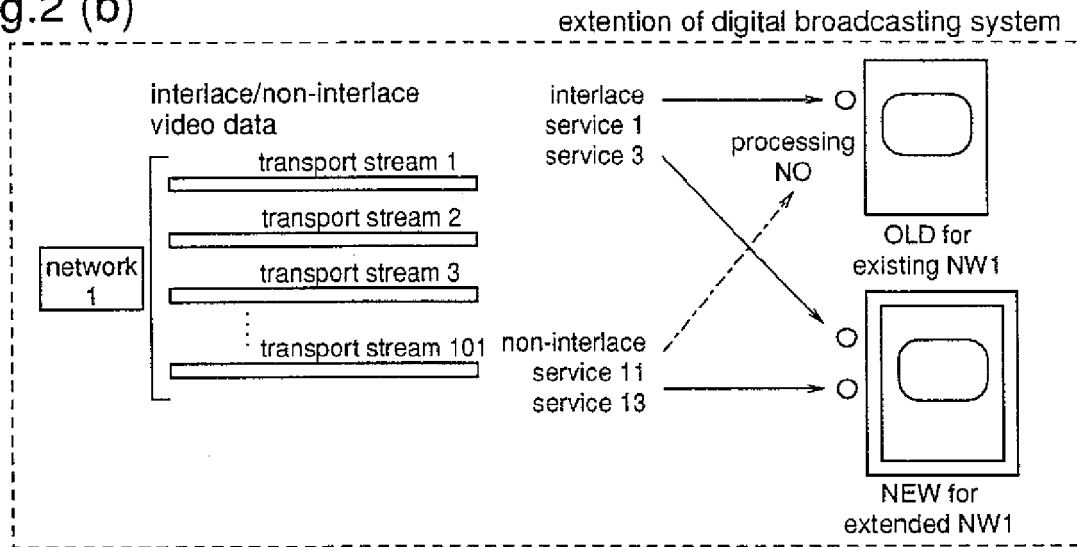 g.2 (b)
extention of digital broadcasting system
interlace/non-interlace
video data
transport stream 1
transport stream 2
transport stream 3
transport stream 101
network
1
interlace
service 1
service 3
processing
NO
non-interlace
service 11
service 13
OLD for
existing NW1
NEW for
extended NW1